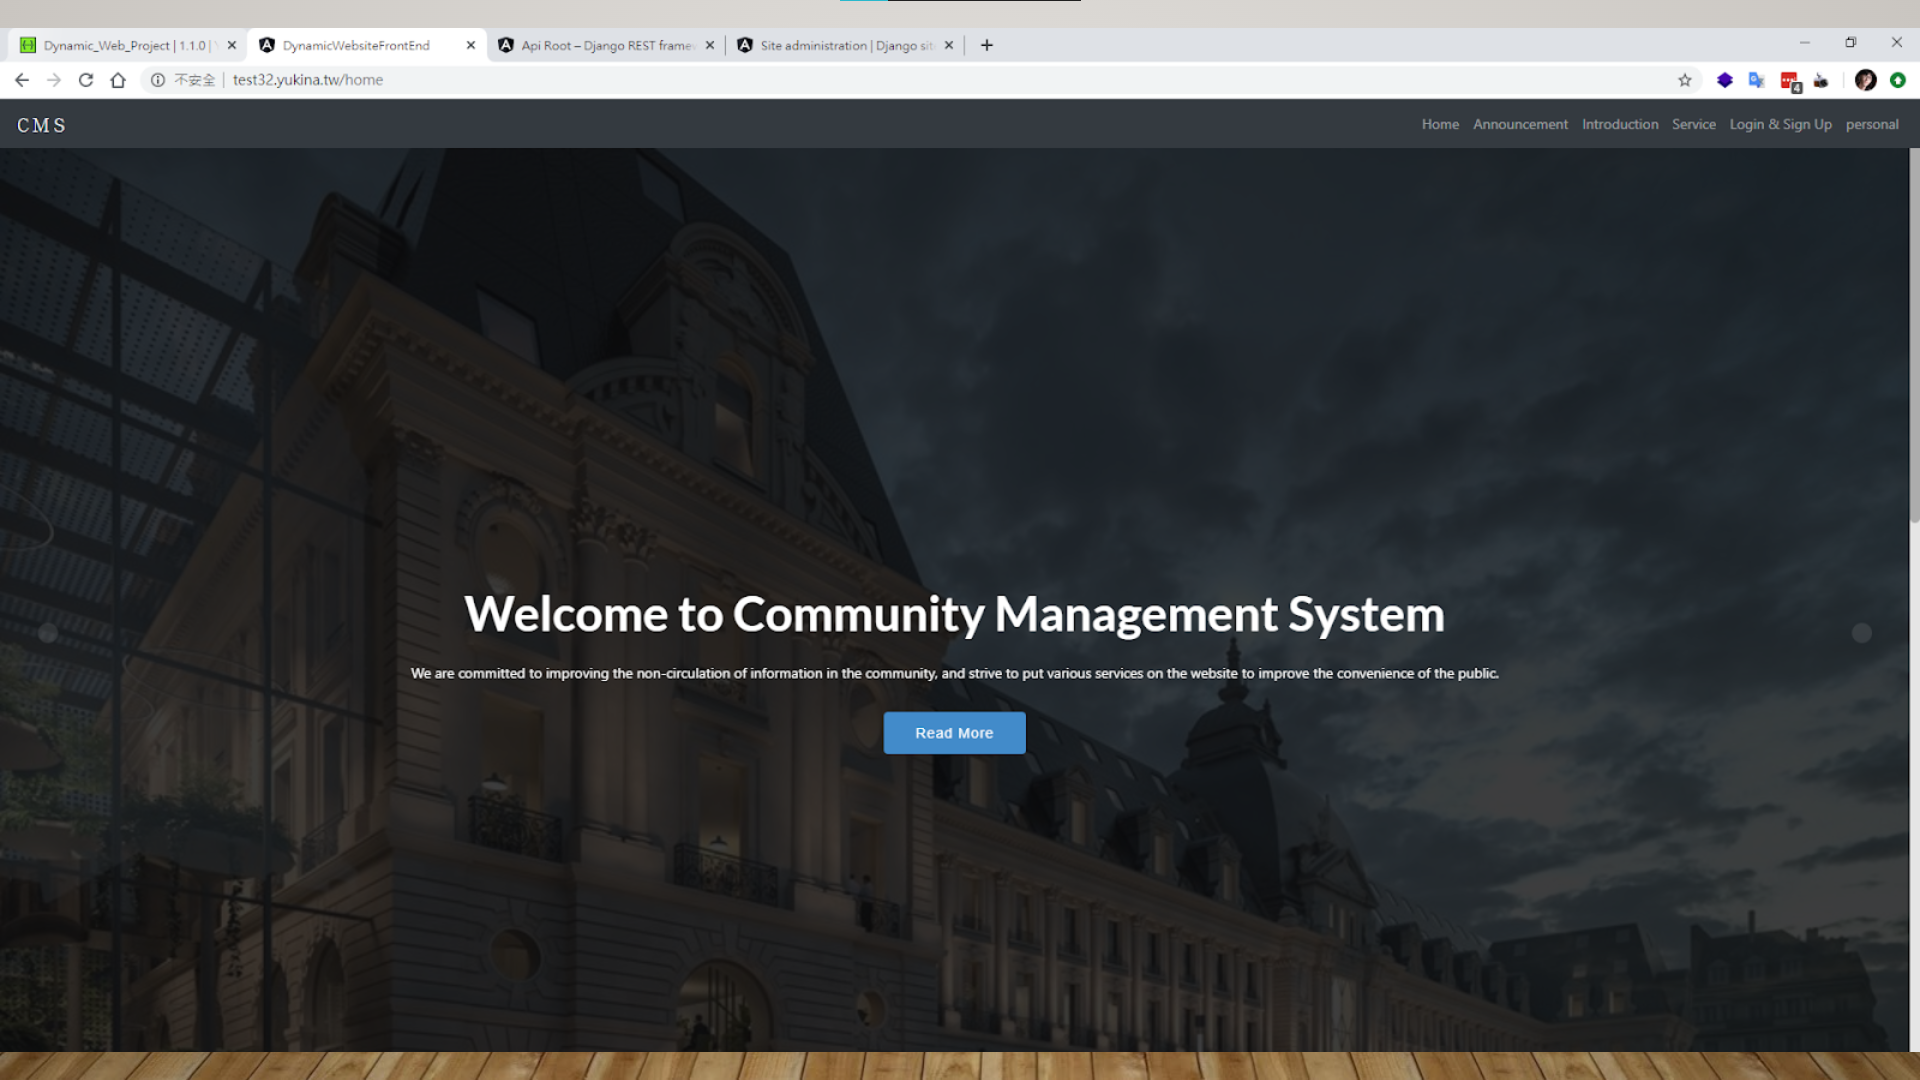 Dynamic_Web_Project | 1.1.0 |
DynamicWebsiteFrontEnd
Api Root – Django REST frame
Site administration | Django sit
不安全
test32.yukina.tw/home
4
CMS
Home
Announcement
Introduction
Service
Login & Sign Up
personal
Welcome to Community Management System
We are committed to improving the non-circulation of information in the community, and strive to put various services on the website to improve the convenience of the public.
Read More